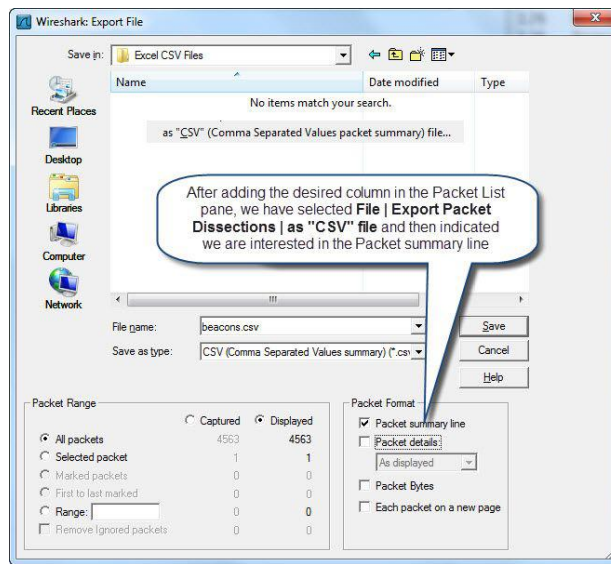 Wireshark: Export File
Save in: Excel CSV Files
Name Date modified Type
No items match your search.
as "CSV" (Comma Separated Values packet summary) file...
Recent Places
Desktop
Libraries
Computer
Network
After adding the desired column in the Packet List
pane, we have selected File | Export Packet
Dissections | as "CSV" file and then indicated
we are interested in the Packet summary line
File name: beacons.csv Save
Save as type: CSV (Comma Separated Values summary) (*.csv Cancel
Help
Packet Range
Captured Displayed
All packets 4563 4563
Selected packet 1 1
Marked packets 0 0
First to last marked 0 0
Range: 0 0
Remove Ignored packets 0 0
Packet Format
Packet summary line
Packet details:
As displayed
Packet Bytes
Each packet on a new page